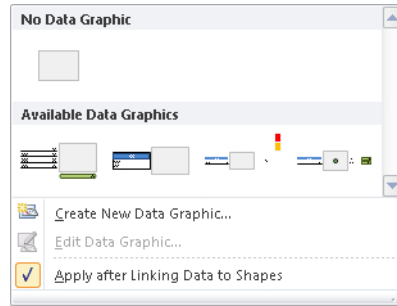 No Data Graphic
Available Data Graphics
Create New Data Graphic...
Edit Data Graphic...
Apply after Linking Data to Shapes